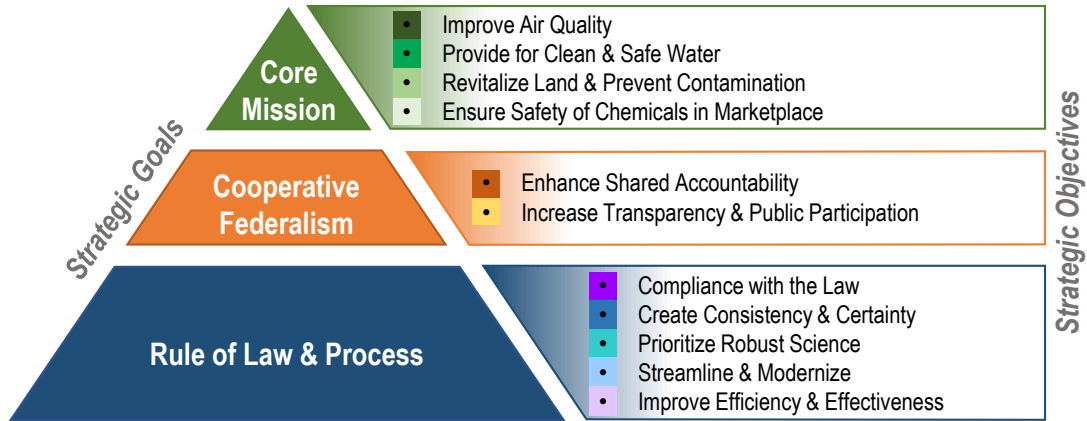 Strategic Goals
Core
Mission
• Improve Air Quality
• Provide for Clean & Safe Water
• Revitalize Land & Prevent Contamination
• Ensure Safety of Chemicals in Marketplace
Cooperative
Federalism
• Enhance Shared Accountability
• Increase Transparency & Public Participation
Rule of Law & Process
• Compliance with the Law
• Create Consistency & Certainty
• Prioritize Robust Science
• Streamline & Modernize
• Improve Efficiency & Effectiveness
Strategic Objectives